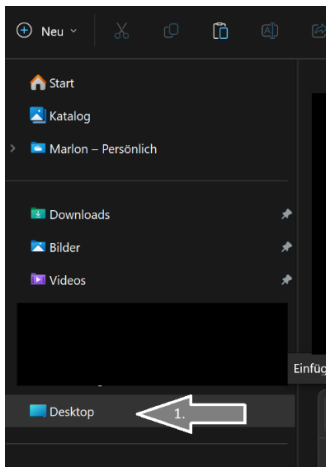 Neu
Start
Katalog
Marlon – Persönlich
Downloads
Bilder
Videos
Einfüg
Desktop
1.